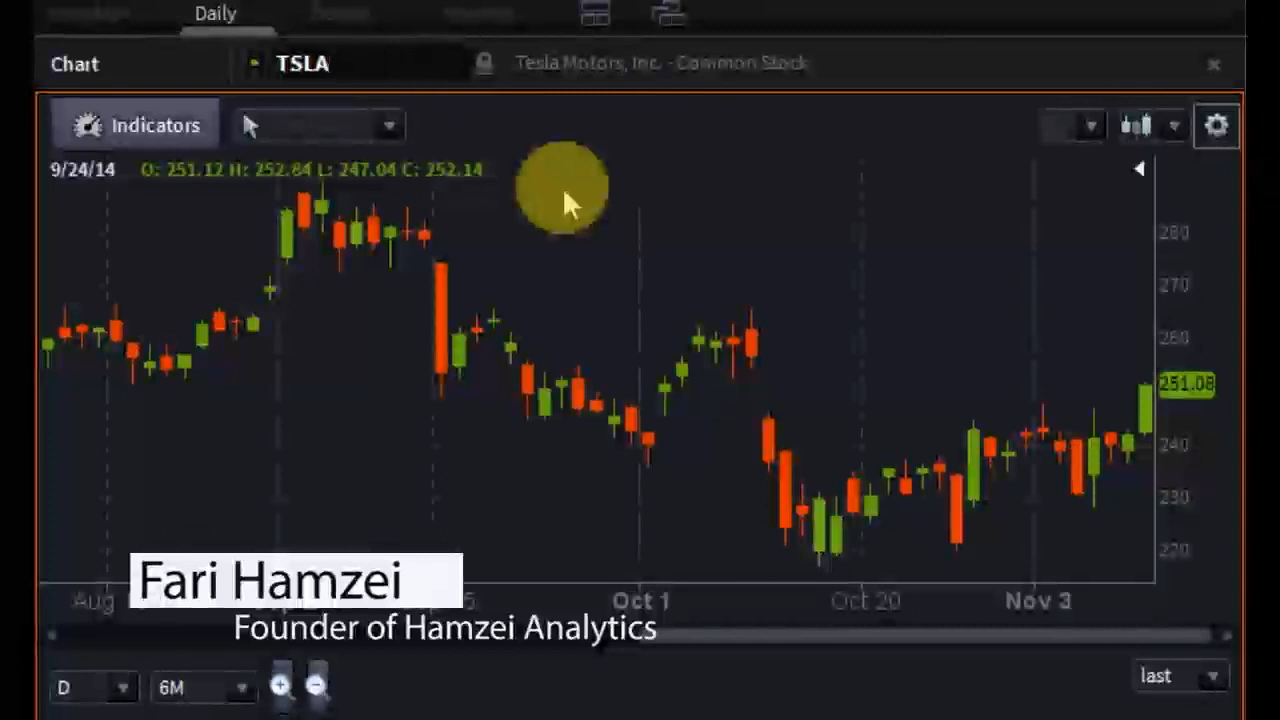 Daily
Chart TSLA Tesla Motors, Inc. - Common Stock
Indicators
9/24/14 O: 251.12 H: 252.84 L: 247.04 C: 252.14
280
270
260
251.08
240
230
220
Fari Hamzei
Aug Oct 1 Oct 20 Nov 3
Founder of Hamzei Analytics
D 6M last